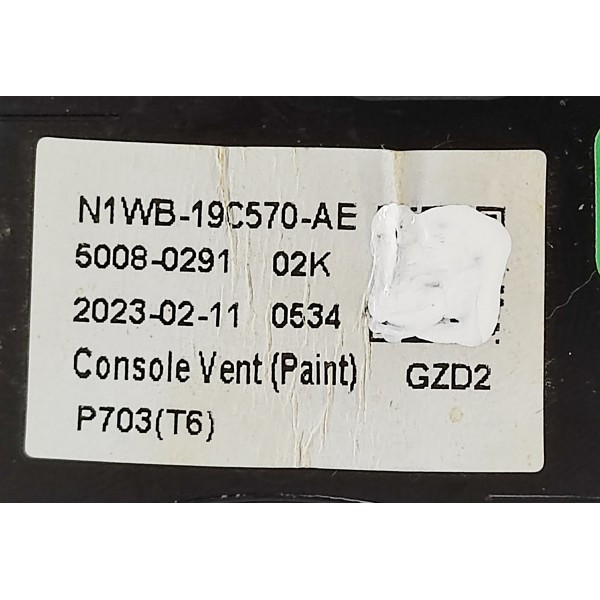 N1WB-19C570-AE
5008-0291 02K
2023-02-11 0534
Console Vent (Paint) GZD2
P703(T6)